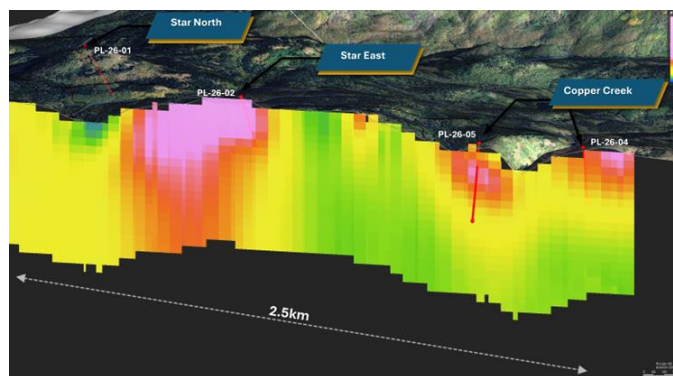 Star North
PL-26-01
Star East
PL-26-02
Copper Creek
PL-26-05
PL-26-04
2.5km